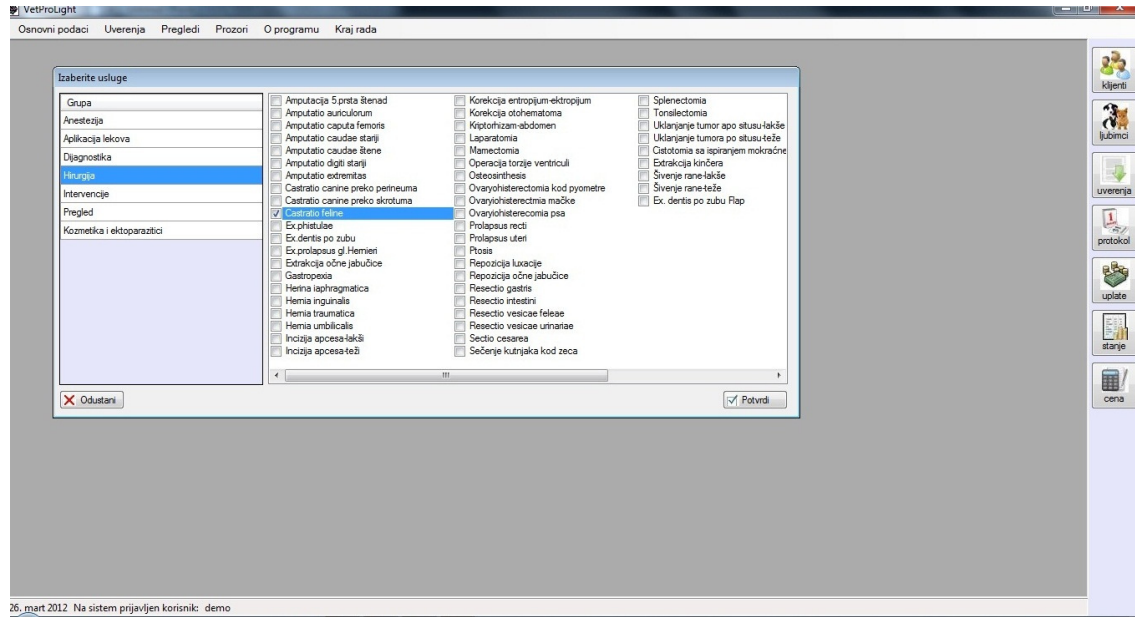 VetProLight
Osnovni podaci Uverenja Pregledi Prozori O programu Kraj rada
Izaberite usluge
Grupa
Anestezija
Aplikacija lekova
Dijagnostika
Hirurgija
Intervencije
Pregled
Kozmetika i ektoparazitici
Amputacija 5.prsta štenad
Amputatio auriculorum
Amputatio caputa femoris
Amputatio caudae stariji
Amputatio caudae štene
Amputatio digiti stariji
Amputatio extremitas
Castratio canine preko perineuma
Castratio canine preko skrotuma
Castratio feline
Ex.phistulae
Ex.dentis po zubu
Ex.prolapsus gl.Hernieri
Extrakcija očne jabučice
Gastropexia
Herina iaphragmatica
Hernia inguinalis
Hernia traumatica
Hernia umbilicalis
Incizija apcesa-lakši
Incizija apcesa-teži
Korekcija entropijum-ektropijum
Korekcija otohematoma
Kriptorhizam-abdomen
Laparatomia
Mamectomia
Operacija torzije ventriculi
Osteosinthesis
Ovaryohisterectomia kod pyometre
Ovaryiohisterectmia mačke
Ovaryiohisterecomia psa
Prolapsus recti
Prolapsus uteri
Ptosis
Repozicija luxacije
Repozicija očne jabučice
Resectio gastris
Resectio intestini
Resectio vesicae feleae
Resectio vesicae urinariae
Sectio cesarea
Sečenje kutnjaka kod zeca
Splenectomia
Tonsilectomia
Uklanjanje tumor apo situsu-lakše
Uklanjanje tumora po situsu-teže
Cistotomia sa ispiranjem mokraćne
Extrakcija kinčera
Šivenje rane-lakše
Šivenje rane-teže
Ex. dentis po zubu Flap
Odustani
Potvrdi
klijenti
ljubimci
uverenja
protokol
uplate
stanje
cena
26. mart 2012 Na sistem prijavljen korisnik: demo